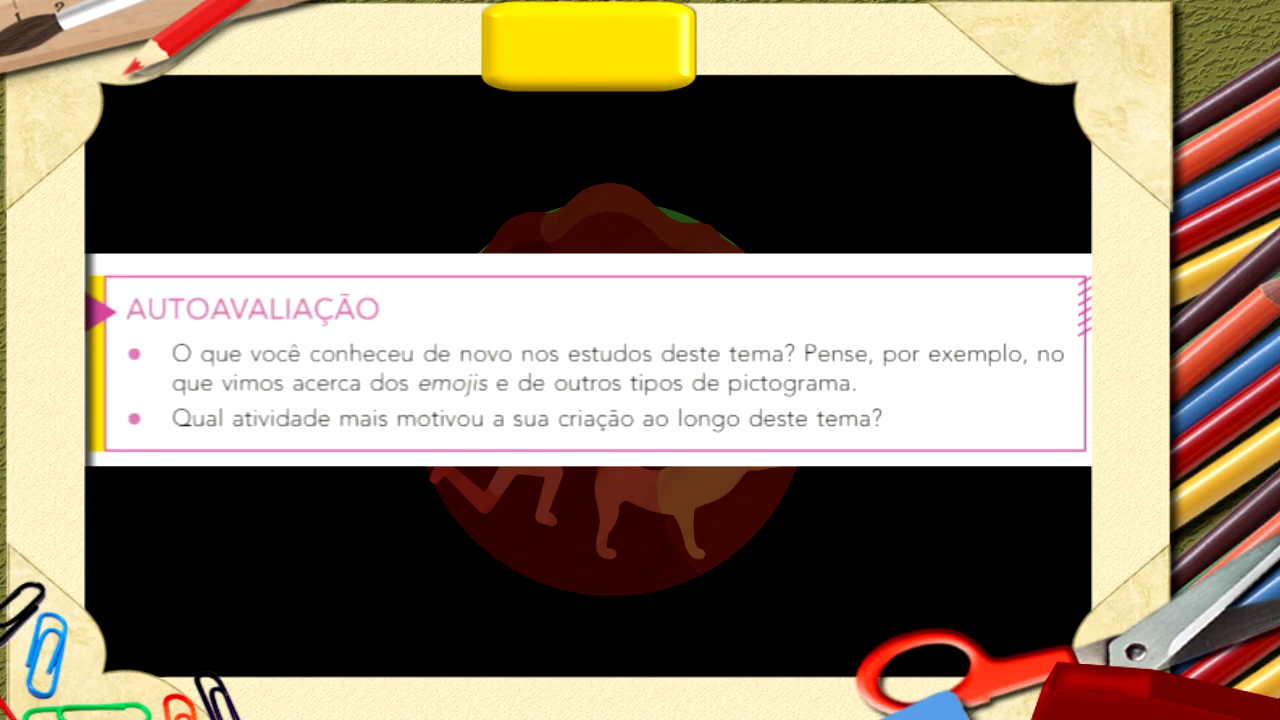 AUTOAVALIAÇÃO
O que você conheceu de novo nos estudos deste tema? Pense, por exemplo, no
que vimos acerca dos emojis e de outros tipos de pictograma.
Qual atividade mais motivou a sua criação ao longo deste tema?